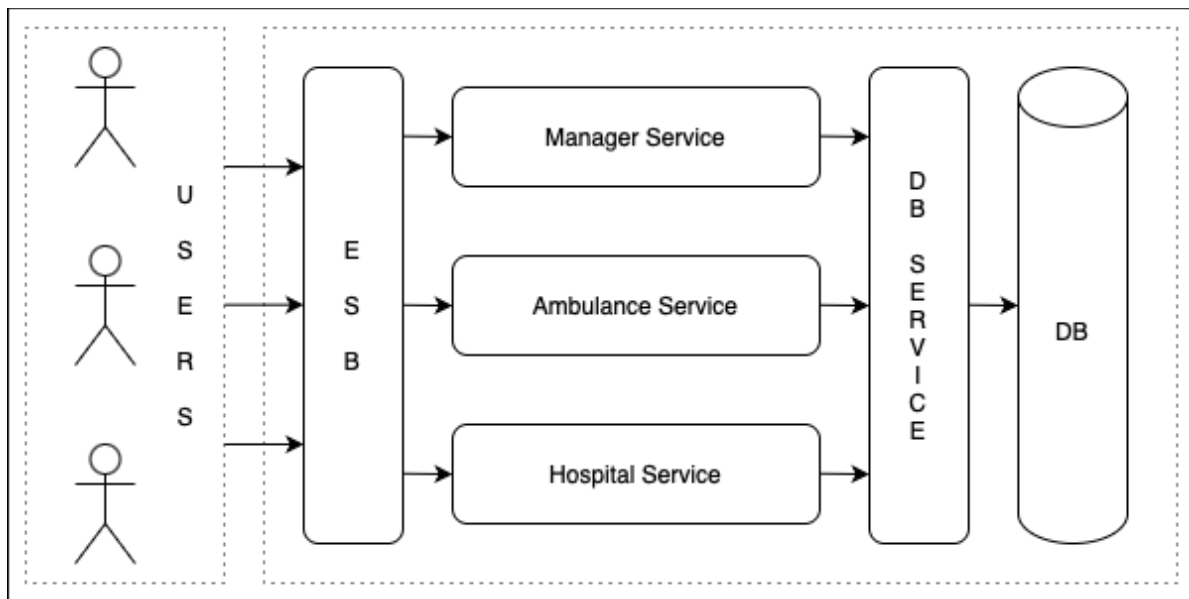 USERS
ESB
Manager Service
Ambulance Service
Hospital Service
DB SERVICE
DB